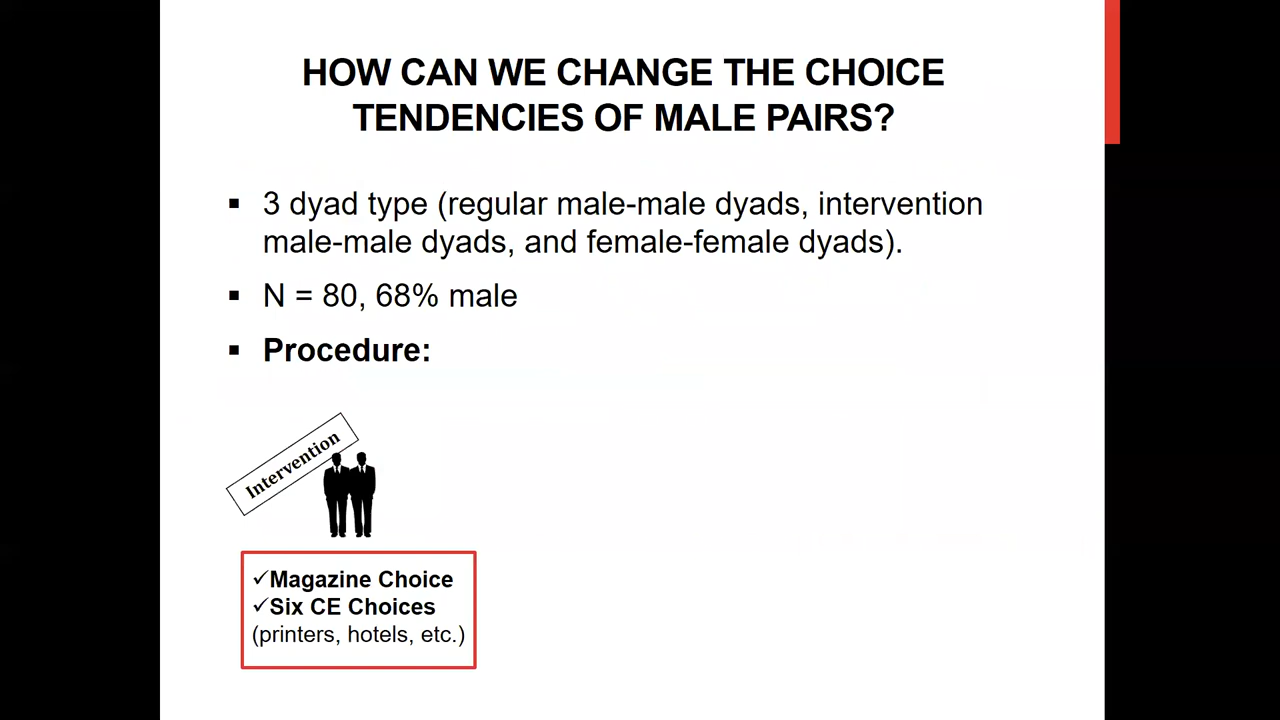 HOW CAN WE CHANGE THE CHOICE
TENDENCIES OF MALE PAIRS?
▪ 3 dyad type (regular male-male dyads, intervention
male-male dyads, and female-female dyads).
▪ N = 80, 68% male
▪ Procedure:
Intervention
✓Magazine Choice
✓Six CE Choices
(printers, hotels, etc.)